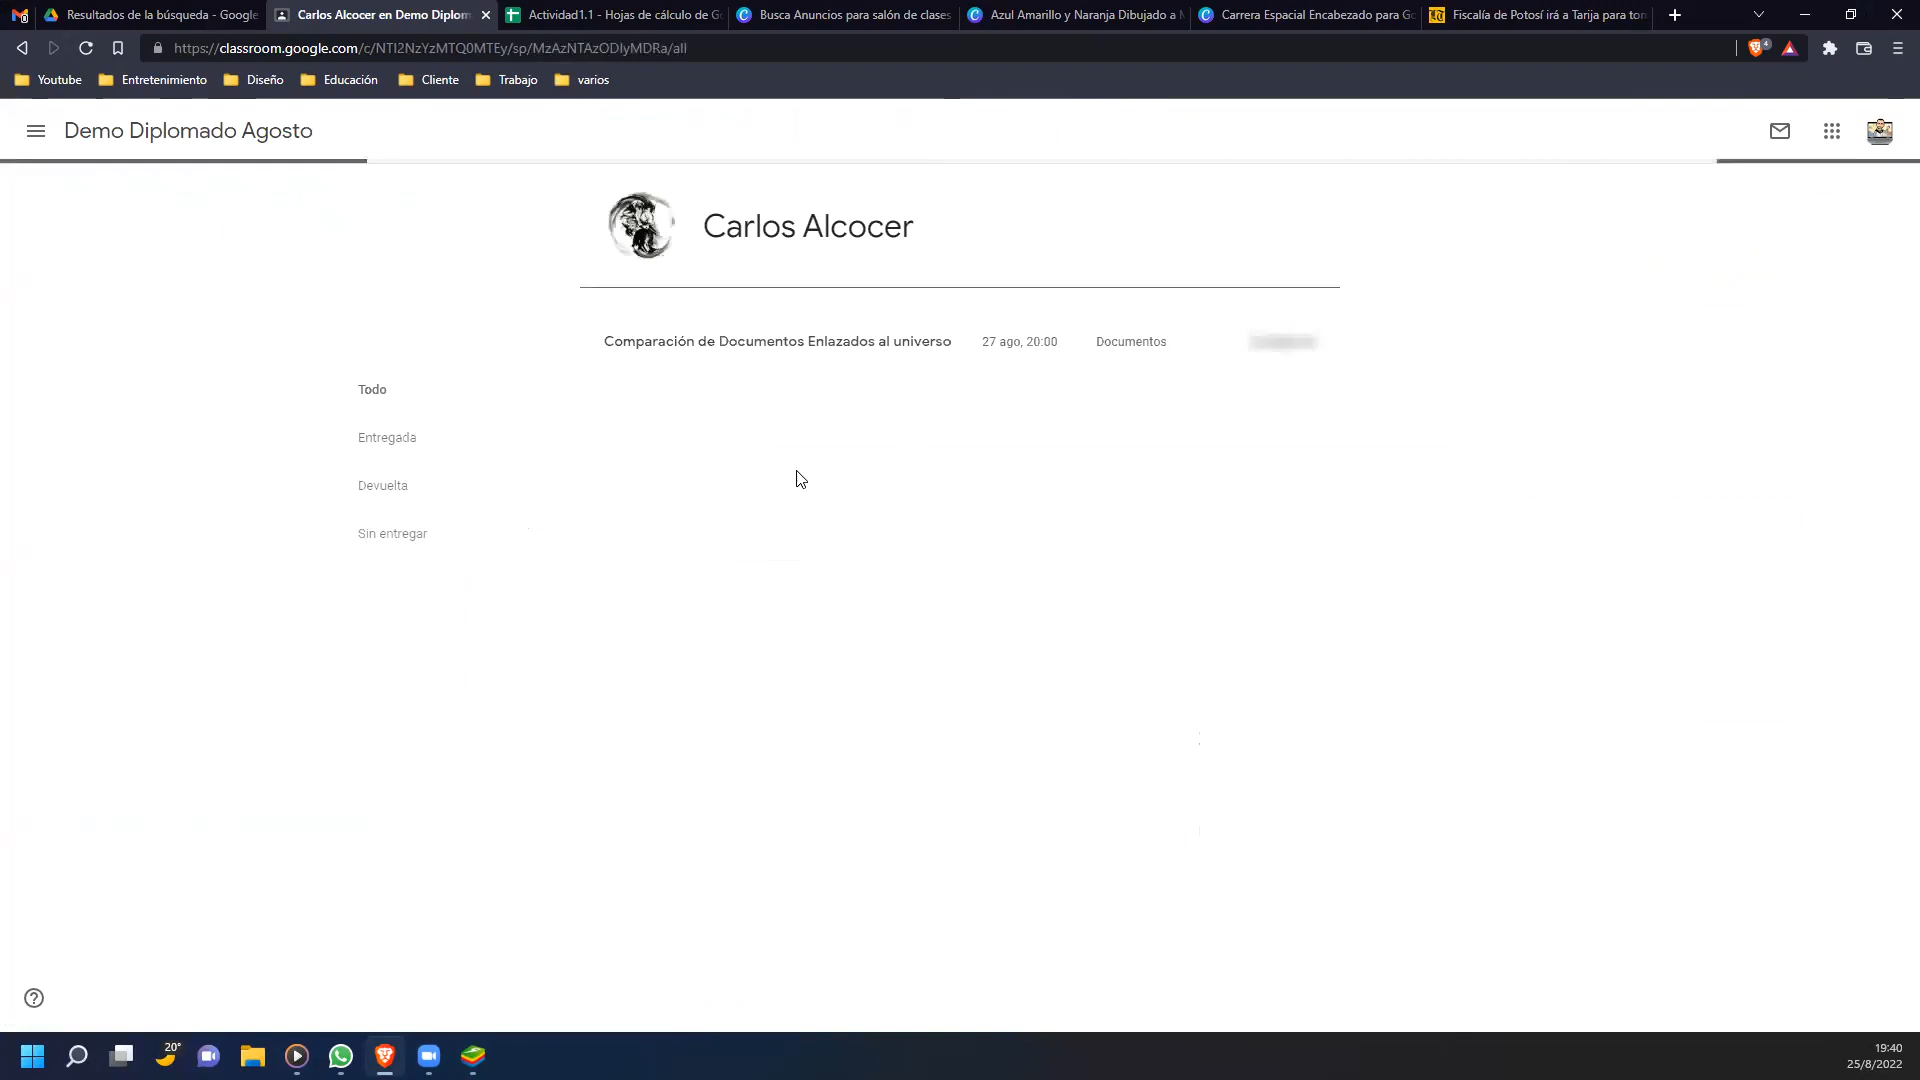 Resultados de la búsqueda - Google
Carlos Alcocer en Demo Diplom
Actividad1.1 - Hojas de cálculo de Go
Busca Anuncios para salón de clases
Azul Amarillo y Naranja Dibujado a
Carrera Espacial Encabezado para Go
Fiscalía de Potosí irá a Tarija para tom
https://classroom.google.com/c/NTI2NzYzMTQ0MTEy/sp/MzAzNTAzODIyMDRa/all
4
Youtube
Entretenimiento
Diseño
Educación
Cliente
Trabajo
varios
Demo Diplomado Agosto
Carlos Alcocer
Comparación de Documentos Enlazados al universo
27 ago, 20:00
Documentos
Todo
Entregada
Devuelta
Sin entregar
20°
19:40
25/8/2022